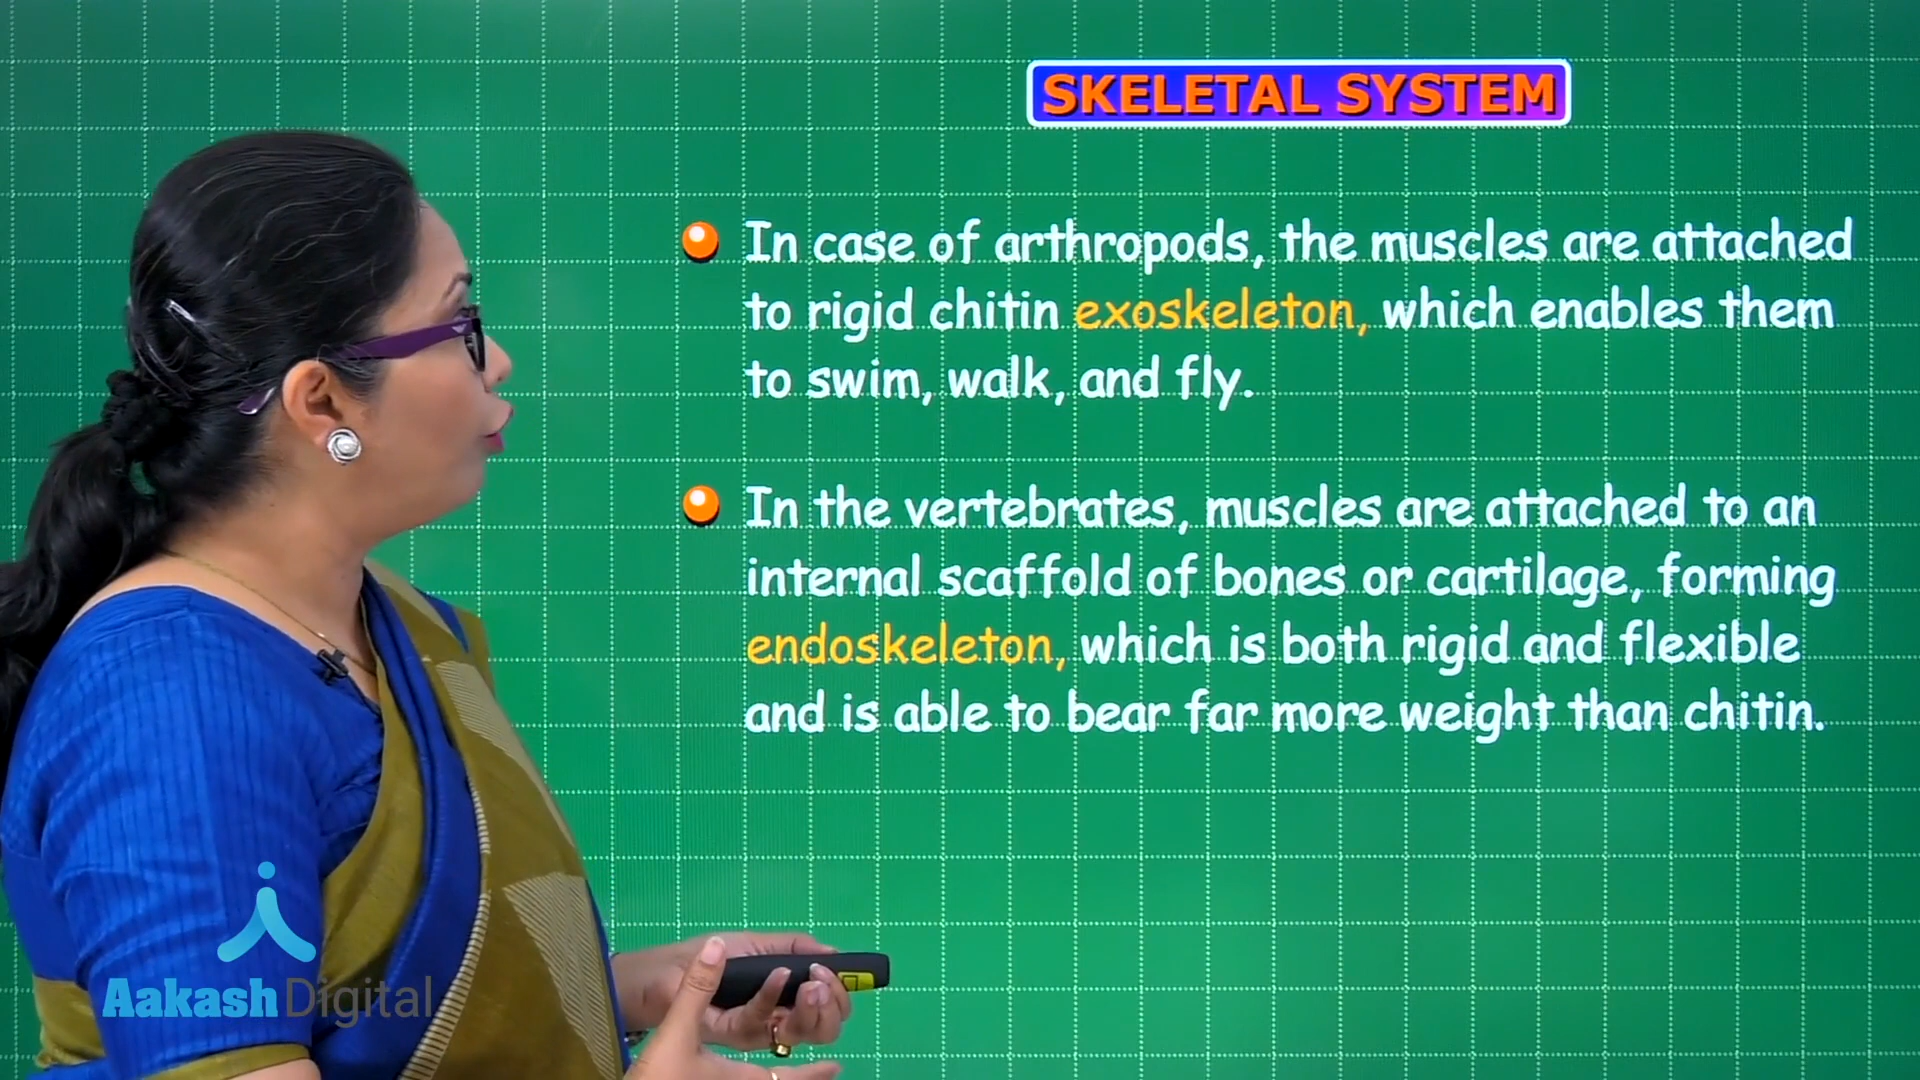 SKELETAL SYSTEM
In case of arthropods, the muscles are attached
to rigid chitin exoskeleton, which enables them
to swim, walk, and fly.
In the vertebrates, muscles are attached to an
internal scaffold of bones or cartilage, forming
endoskeleton, which is both rigid and flexible
and is able to bear far more weight than chitin.
Aakash Digital